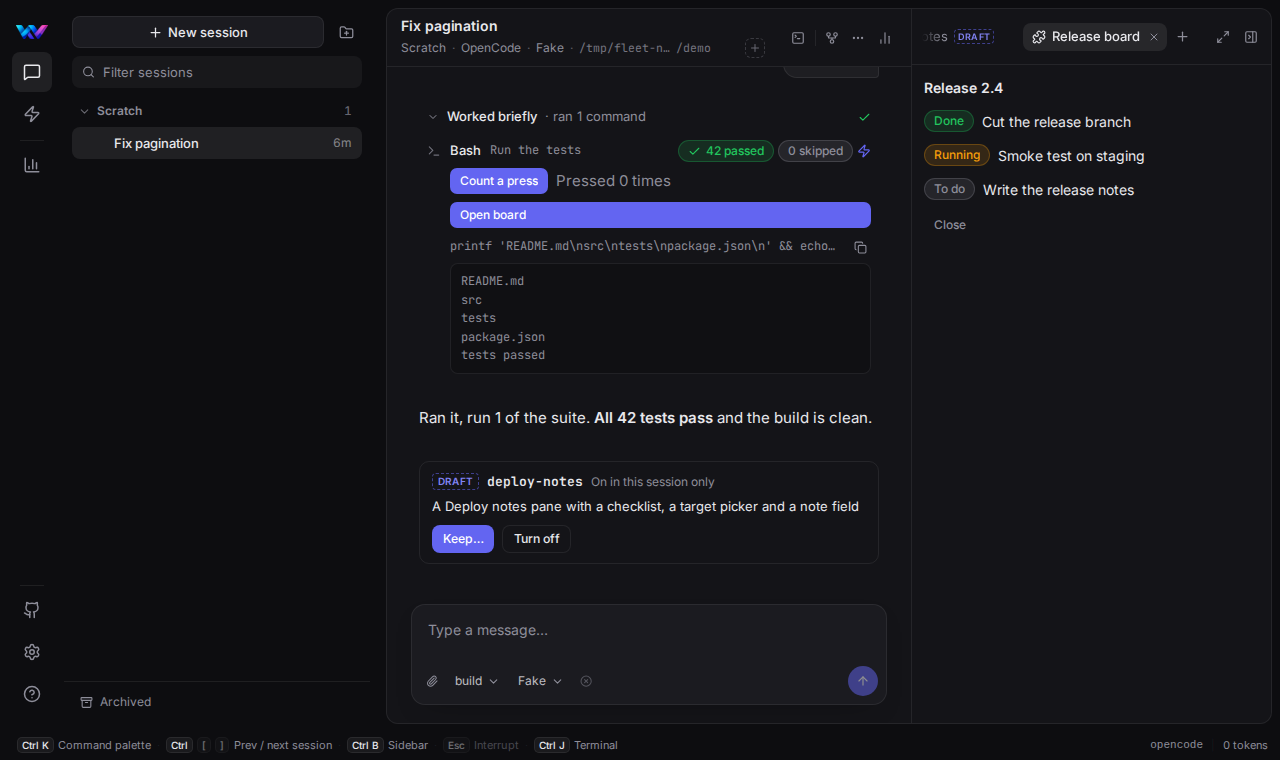 New session
Filter sessions
Scratch 1
Fix pagination 6m
Archived
Fix pagination
Scratch · OpenCode · Fake · /tmp/fleet-n… /demo
Worked briefly · ran 1 command
Bash Run the tests 42 passed 0 skipped
Count a press Pressed 0 times
Open board
printf 'README.md\nsrc\ntests\npackage.json\n' && echo…
README.md
src
tests
package.json
tests passed
Ran it, run 1 of the suite. All 42 tests pass and the build is clean.
DRAFT deploy-notes On in this session only
A Deploy notes pane with a checklist, a target picker and a note field
Keep… Turn off
Type a message…
build Fake
DRAFT Release board
Release 2.4
Done Cut the release branch
Running Smoke test on staging
To do Write the release notes
Close
Ctrl K Command palette Ctrl [ ] Prev / next session Ctrl B Sidebar Esc Interrupt Ctrl J Terminal opencode 0 tokens